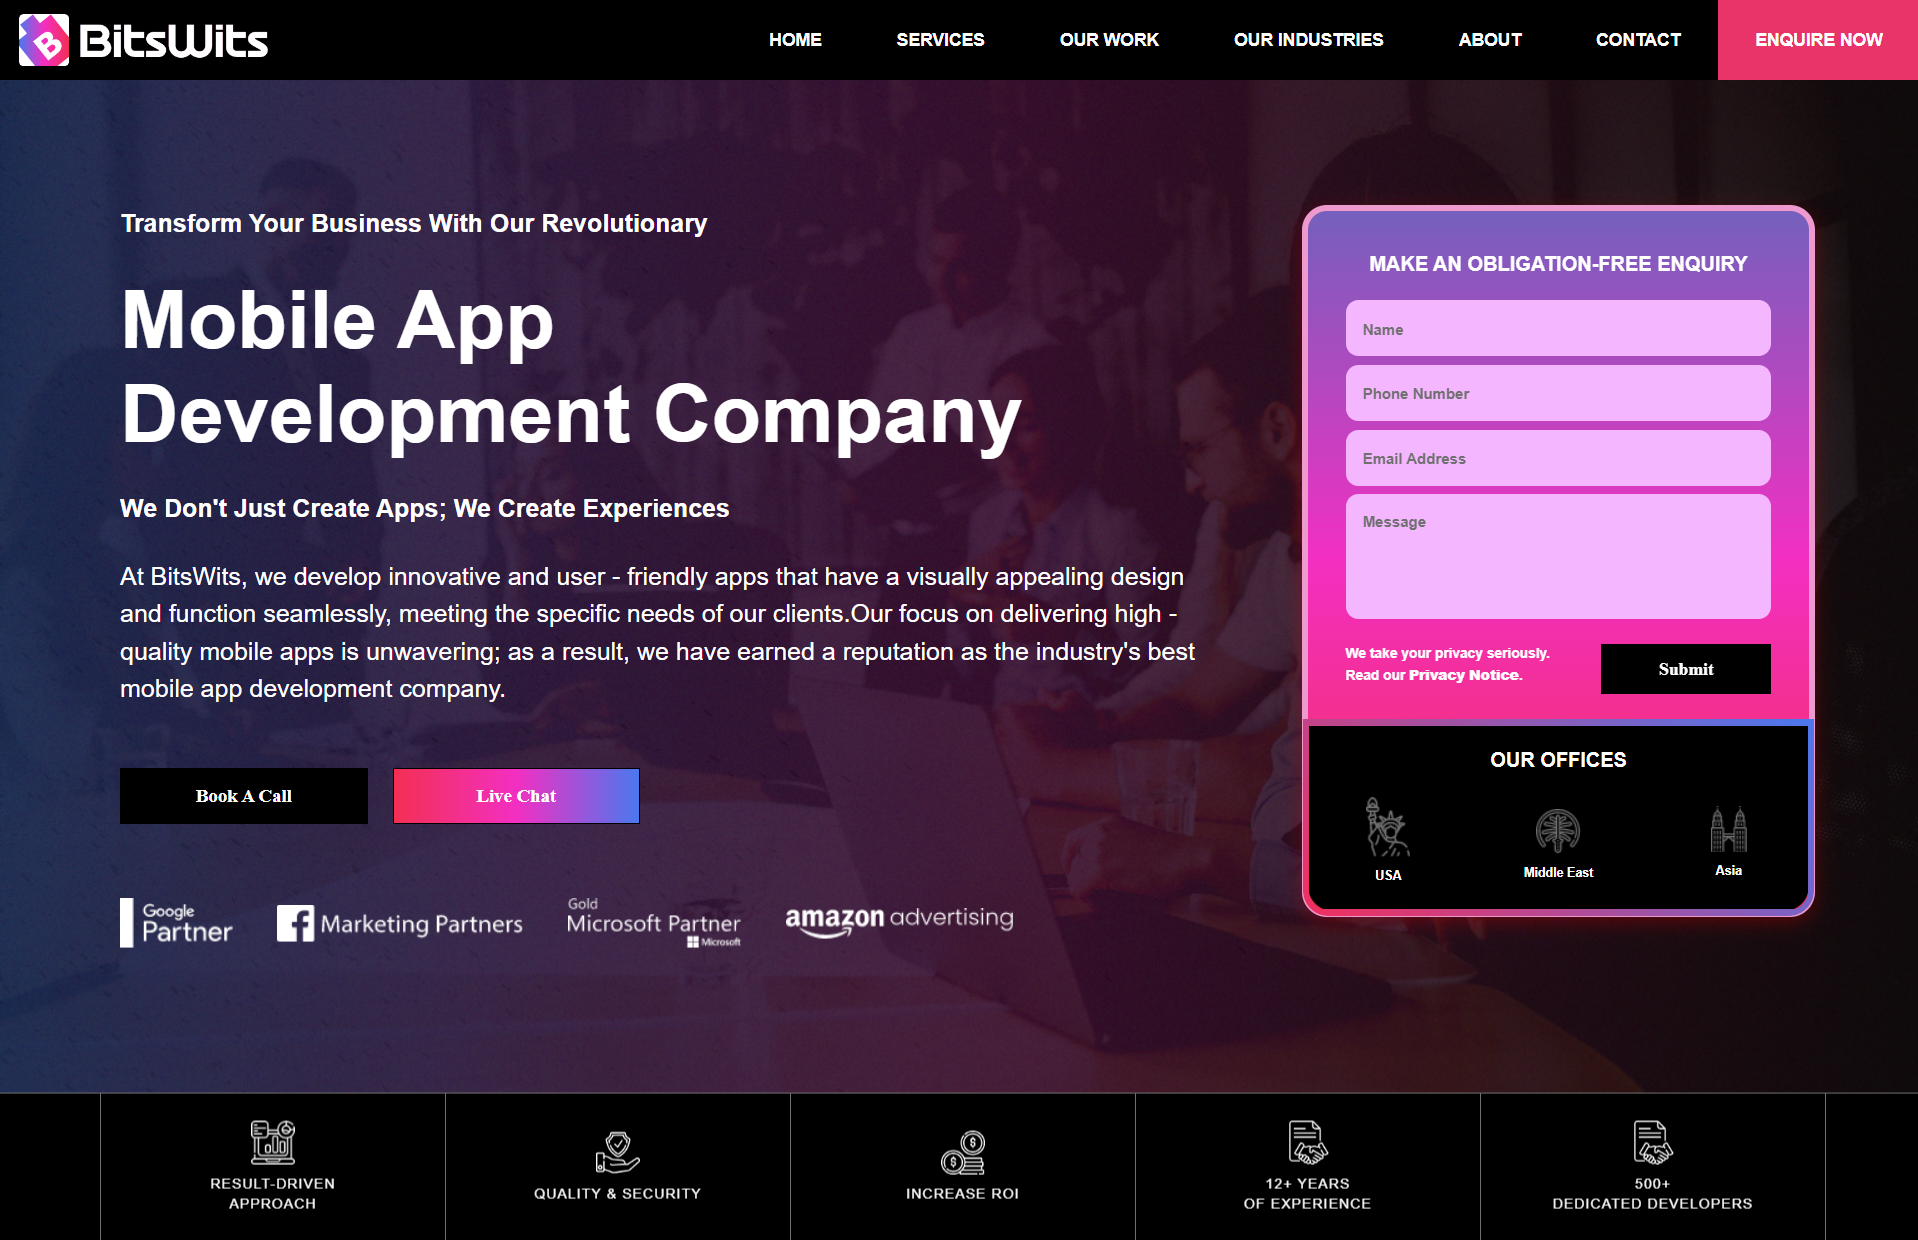 BitsWits
HOME
SERVICES
OUR WORK
OUR INDUSTRIES
ABOUT
CONTACT
ENQUIRE NOW
Transform Your Business With Our Revolutionary
Mobile App
Development Company
We Don't Just Create Apps; We Create Experiences
At BitsWits, we develop innovative and user - friendly apps that have a visually appealing design
and function seamlessly, meeting the specific needs of our clients.Our focus on delivering high -
quality mobile apps is unwavering; as a result, we have earned a reputation as the industry's best
mobile app development company.
Book A Call
Live Chat
Google
Partner
Marketing Partners
Gold
Microsoft Partner
Microsoft
amazon advertising
MAKE AN OBLIGATION-FREE ENQUIRY
Name
Phone Number
Email Address
Message
We take your privacy seriously.
Read our Privacy Notice.
Submit
OUR OFFICES
USA
Middle East
Asia
RESULT-DRIVEN
APPROACH
QUALITY & SECURITY
INCREASE ROI
12+ YEARS
OF EXPERIENCE
500+
DEDICATED DEVELOPERS